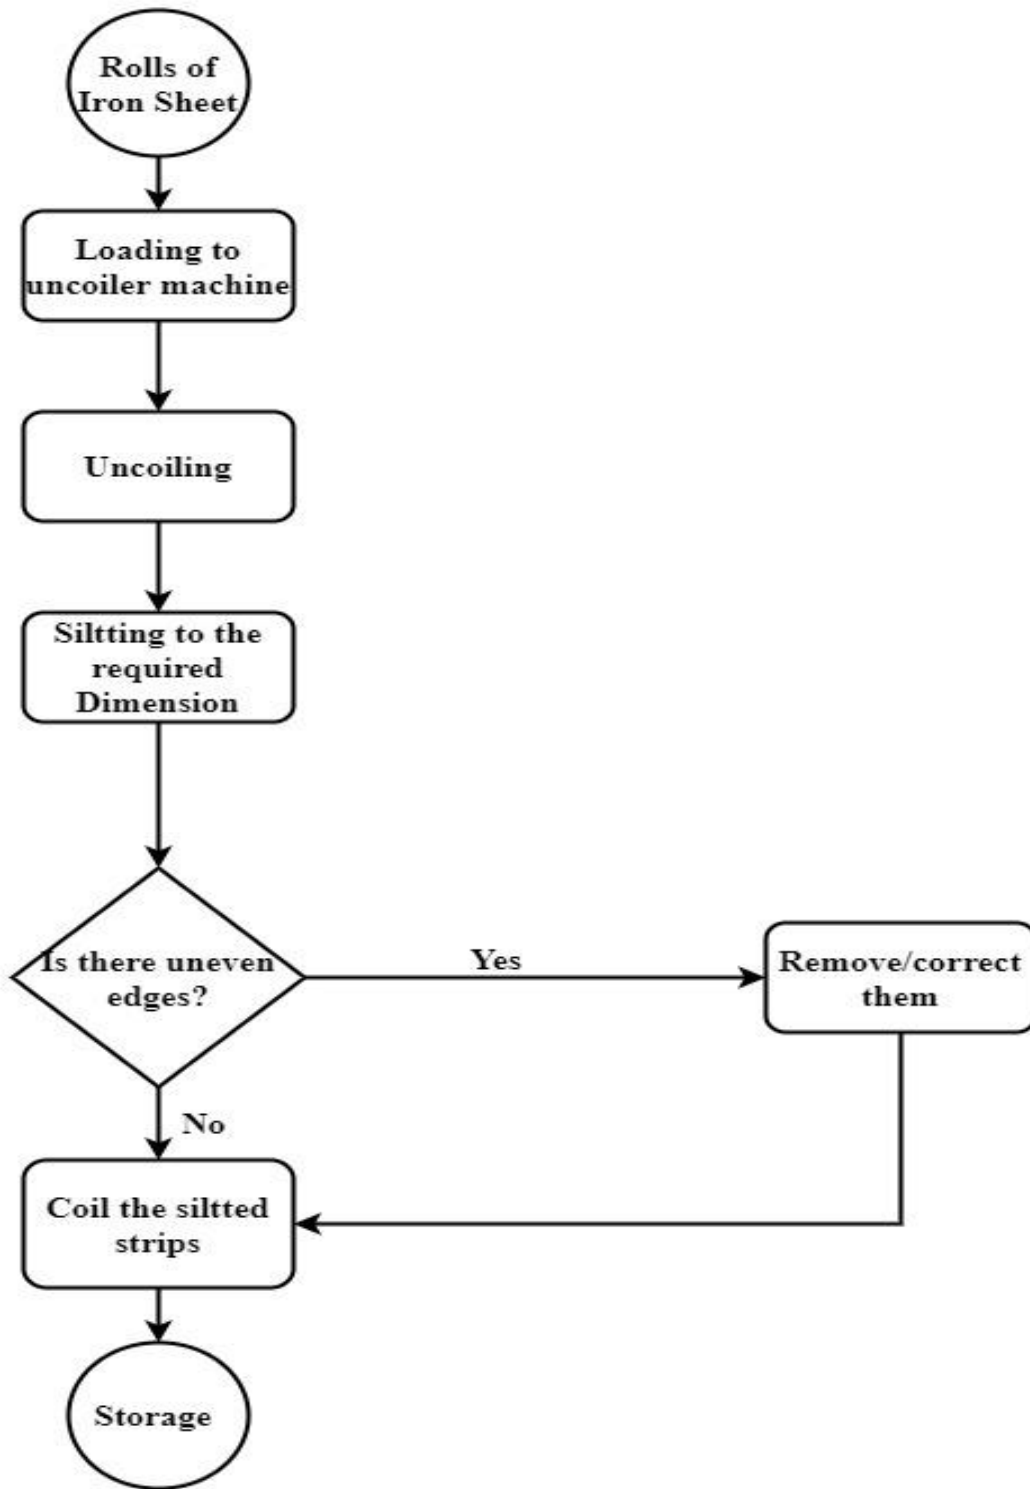 Rolls of
Iron Sheet
Loading to
uncoiler machine
Uncoiling
Siltting to the
required
Dimension
Is there uneven
edges?
Yes
Remove/correct
them
No
Coil the siltted
strips
Storage